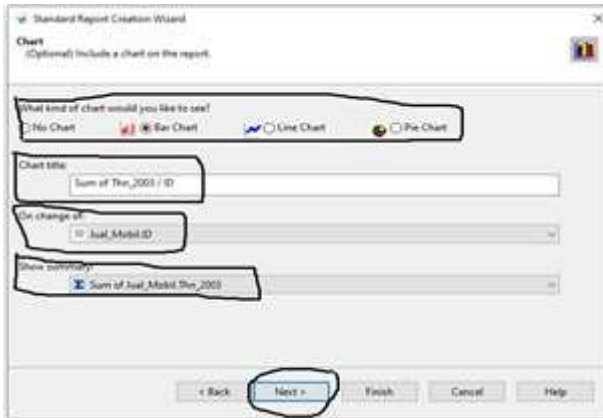 Standard Report Creation Wizard
Chart
(Optional) Include a chart on the report.
What kind of chart would you like to see?
No Chart Bar Chart Line Chart Pie Chart
Chart title:
Sum of Thn_2003 / ID
On change of:
Jual_Mobil.ID
Show summary:
Sum of Jual_Mobil.Thn_2003
< Back Next > Finish Cancel Help